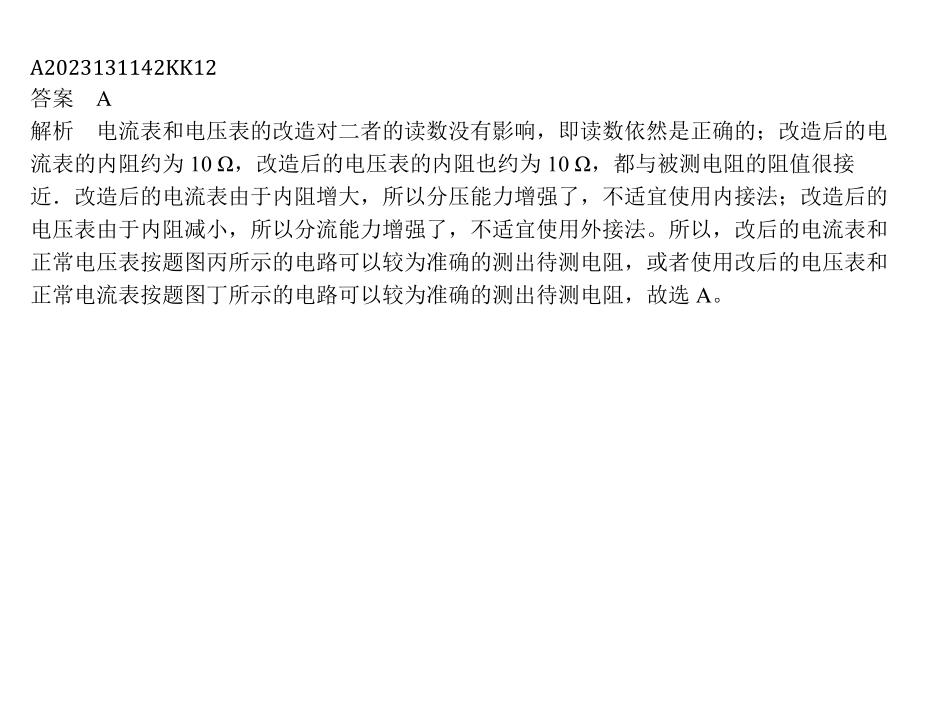 A2023131142KK12
答案 A
解析 电流表和电压表的改造对二者的读数没有影响，即读数依然是正确的；改造后的电
流表的内阻约为 10 Ω，改造后的电压表的内阻也约为 10 Ω，都与被测电阻的阻值很接
近．改造后的电流表由于内阻增大，所以分压能力增强了，不适宜使用内接法；改造后的
电压表由于内阻减小，所以分流能力增强了，不适宜使用外接法。所以，改后的电流表和
正常电压表按题图丙所示的电路可以较为准确的测出待测电阻，或者使用改后的电压表和
正常电流表按题图丁所示的电路可以较为准确的测出待测电阻，故选 A。